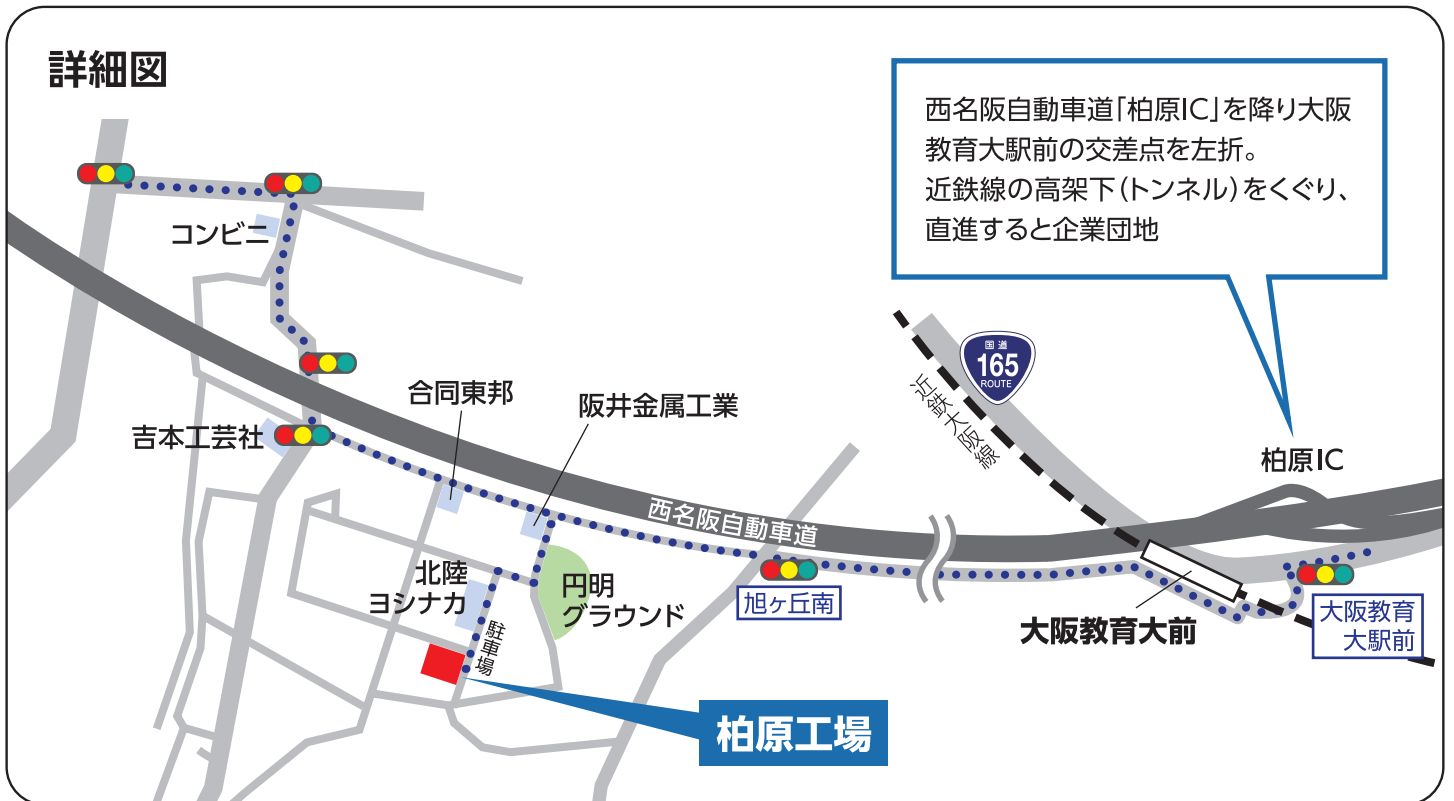 詳細図
西名阪自動車道「柏原IC」を降り大阪
教育大駅前の交差点を左折。
近鉄線の高架下(トンネル)をくぐり、
直進すると企業団地
コンビニ
国道
165
ROUTE
近鉄大阪線
合同東邦
阪井金属工業
吉本工芸社
柏原IC
西名阪自動車道
北陸
ヨシナカ
円明
グラウンド
旭ヶ丘南
大阪教育大前
大阪教育
大駅前
駐車場
柏原工場